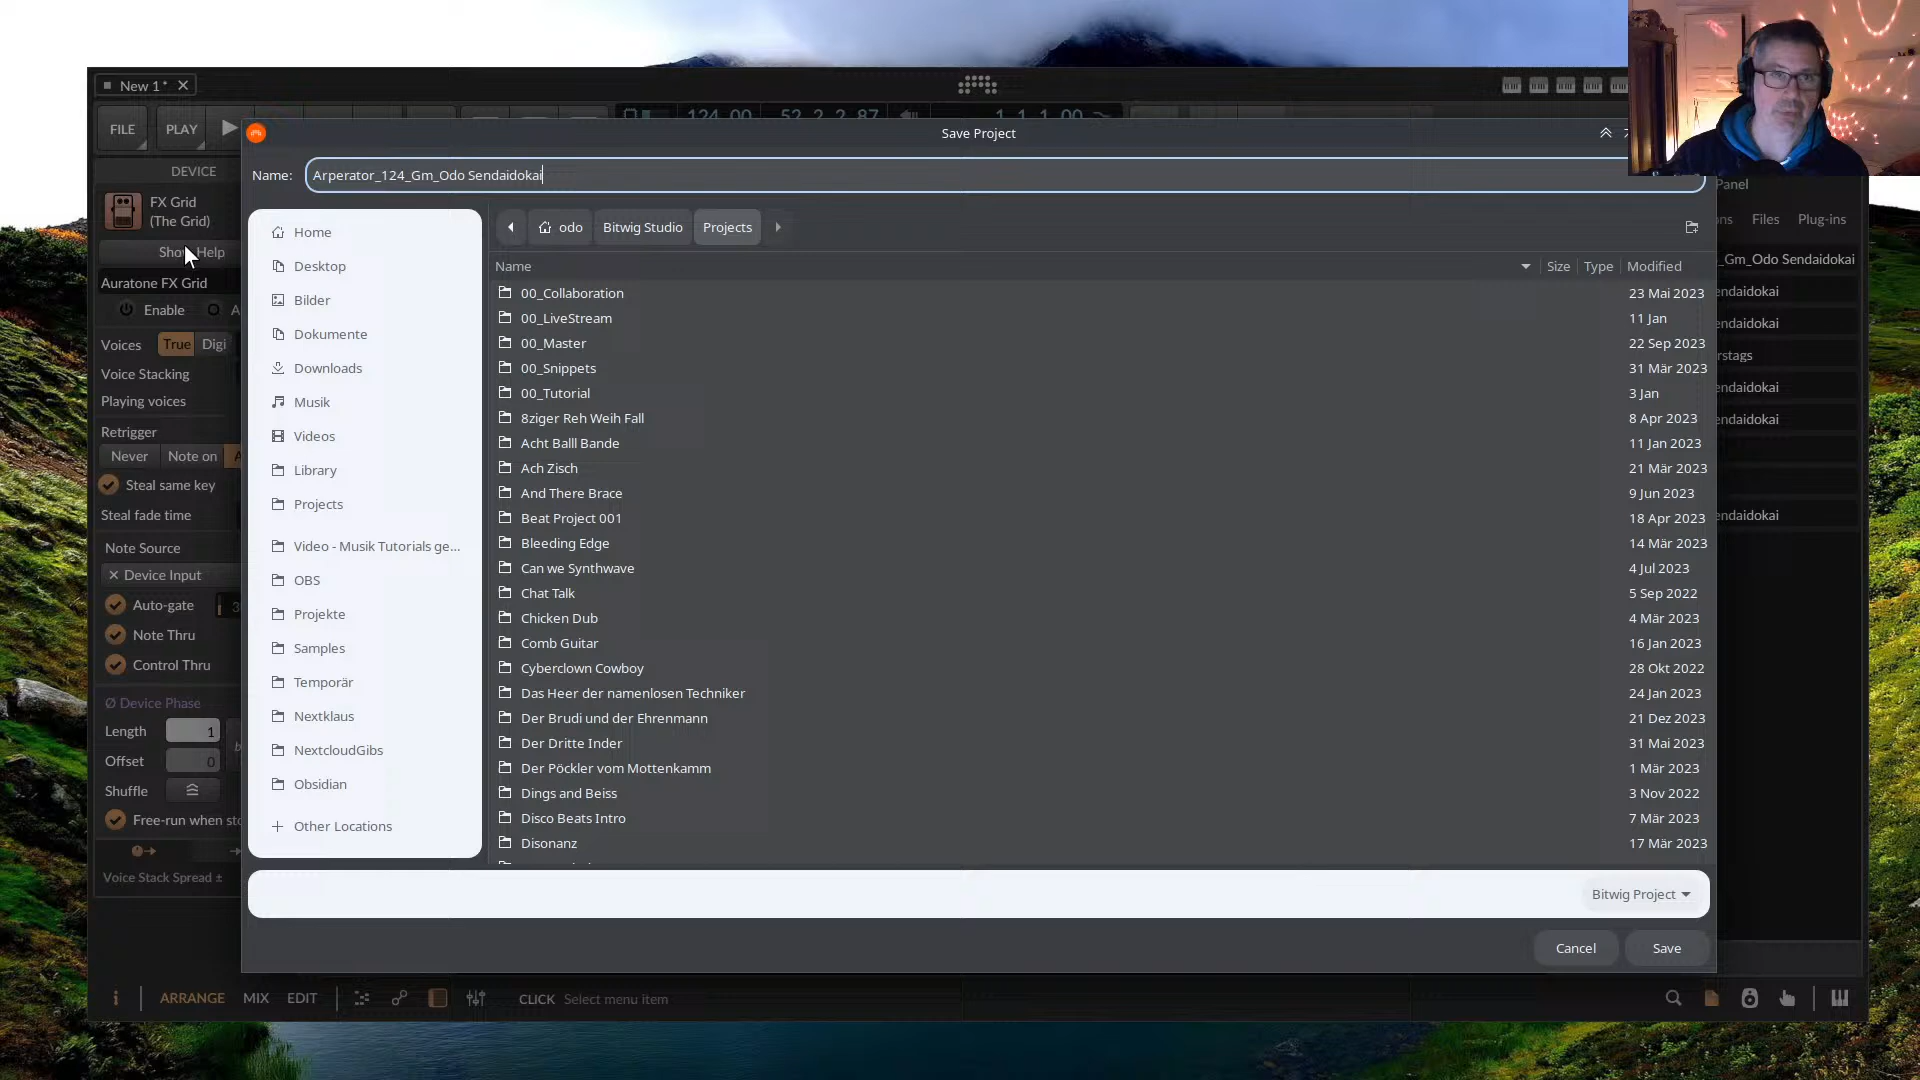 New 1*
FILE
PLAY
124.00
52.2.2.87
1.1.1.00
Save Project
DEVICE
Name:
Arperator_124_Gm_Odo Sendaidokai
Panel
FX Grid
(The Grid)
Show Help
Auratone FX Grid
Enable
Voices
True
Digi
Voice Stacking
Playing voices
Retrigger
Never
Note on
Steal same key
Steal fade time
Note Source
× Device Input
Auto-gate
Note Thru
Control Thru
Ø Device Phase
Length
1
Offset
0
Shuffle
Free-run when sto
Voice Stack Spread ±
Home
Desktop
Bilder
Dokumente
Downloads
Musik
Videos
Library
Projects
Video - Musik Tutorials ge...
OBS
Projekte
Samples
Temporär
Nextklaus
NextcloudGibs
Obsidian
Other Locations
odo
Bitwig Studio
Projects
Name
Size
Type
Modified
00_Collaboration 23 Mai 2023
00_LiveStream 11 Jan
00_Master 22 Sep 2023
00_Snippets 31 Mär 2023
00_Tutorial 3 Jan
8ziger Reh Weih Fall 8 Apr 2023
Acht Balll Bande 11 Jan 2023
Ach Zisch 21 Mär 2023
And There Brace 9 Jun 2023
Beat Project 001 18 Apr 2023
Bleeding Edge 14 Mär 2023
Can we Synthwave 4 Jul 2023
Chat Talk 5 Sep 2022
Chicken Dub 4 Mär 2023
Comb Guitar 16 Jan 2023
Cyberclown Cowboy 28 Okt 2022
Das Heer der namenlosen Techniker 24 Jan 2023
Der Brudi und der Ehrenmann 21 Dez 2023
Der Dritte Inder 31 Mai 2023
Der Pöckler vom Mottenkamm 1 Mär 2023
Dings and Beiss 3 Nov 2022
Disco Beats Intro 7 Mär 2023
Disonanz 17 Mär 2023
ons
Files
Plug-ins
_Gm_Odo Sendaidokai
endaidokai
endaidokai
rstags
endaidokai
endaidokai
endaidokai
Bitwig Project
Cancel
Save
i
ARRANGE
MIX
EDIT
CLICK Select menu item